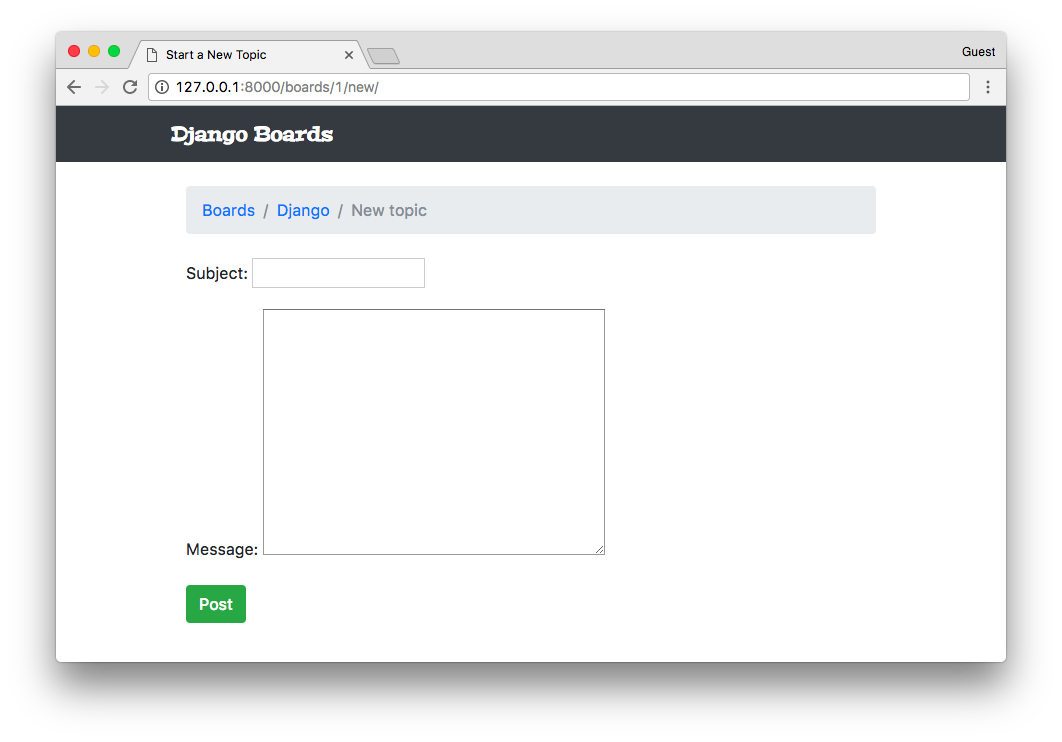 Start a New Topic
Guest
127.0.0.1:8000/boards/1/new/
Django Boards
Boards / Django / New topic
Subject:
Message:
Post